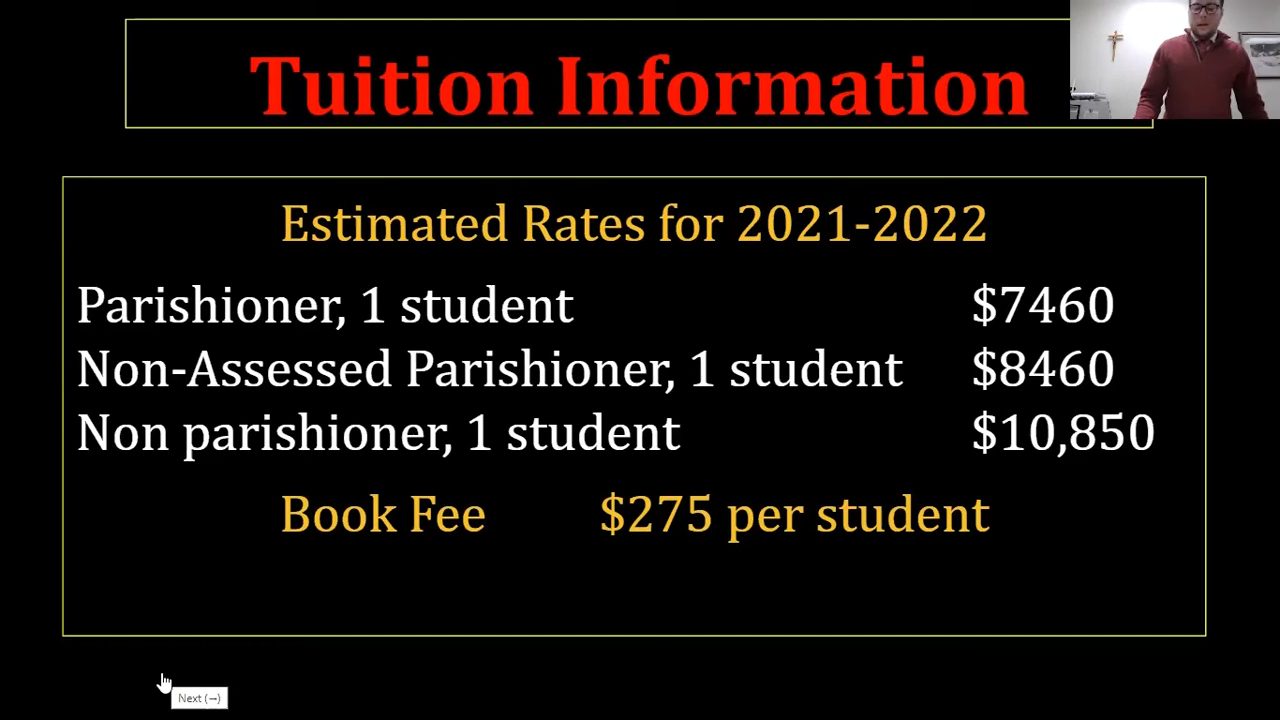 Tuition Information
Estimated Rates for 2021-2022
Parishioner, 1 student $7460
Non-Assessed Parishioner, 1 student $8460
Non parishioner, 1 student $10,850
Book Fee $275 per student
Next (→)